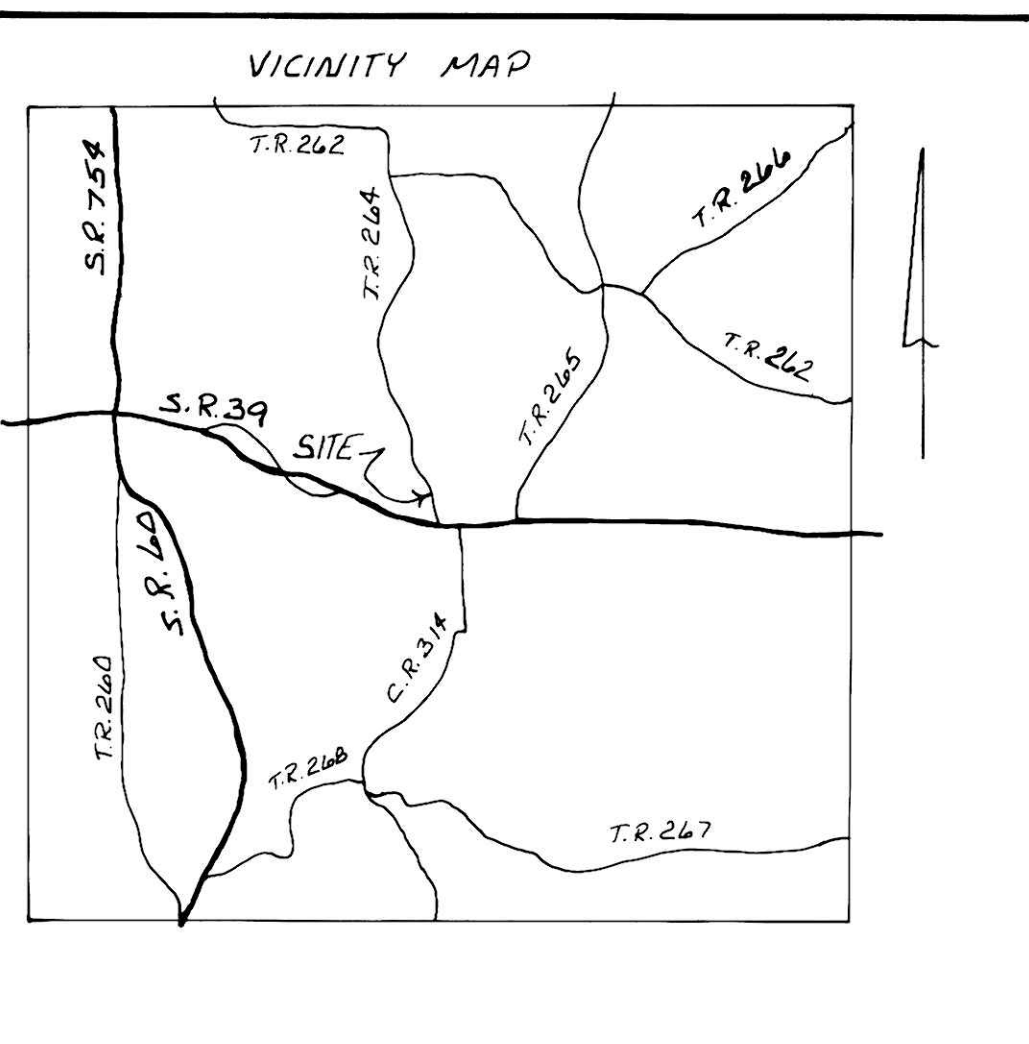 VICINITY MAP
T.R. 262
S.R. 754
T.R. 266
T.R. 264
T.R. 262
T.R. 265
S.R. 39
SITE
S.R. 60
C.R. 314
T.R. 260
T.R. 268
T.R. 267